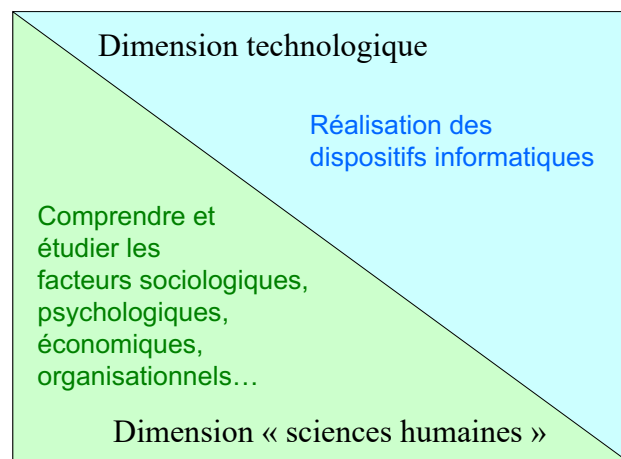 Dimension technologique
Réalisation des
dispositifs informatiques
Comprendre et
étudier les
facteurs sociologiques,
psychologiques,
économiques,
organisationnels…
Dimension « sciences humaines »